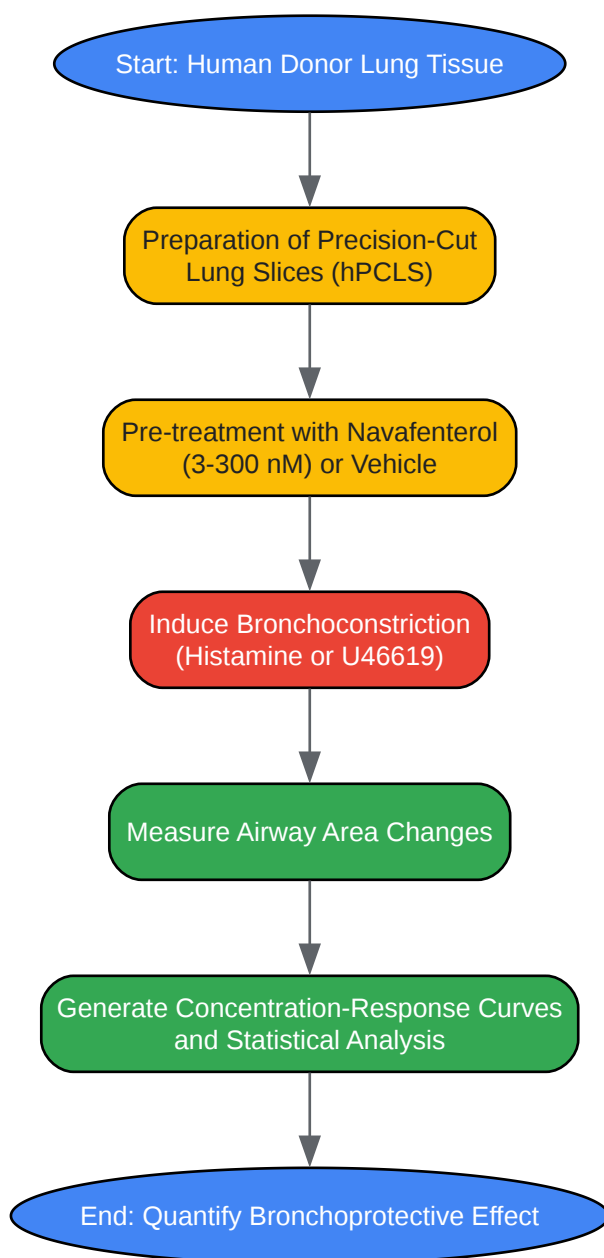 Start: Human Donor Lung Tissue
Preparation of Precision-Cut
Lung Slices (hPCLS)
Pre-treatment with Navafenterol
(3-300 nM) or Vehicle
Induce Bronchoconstriction
(Histamine or U46619)
Measure Airway Area Changes
Generate Concentration-Response Curves
and Statistical Analysis
End: Quantify Bronchoprotective Effect